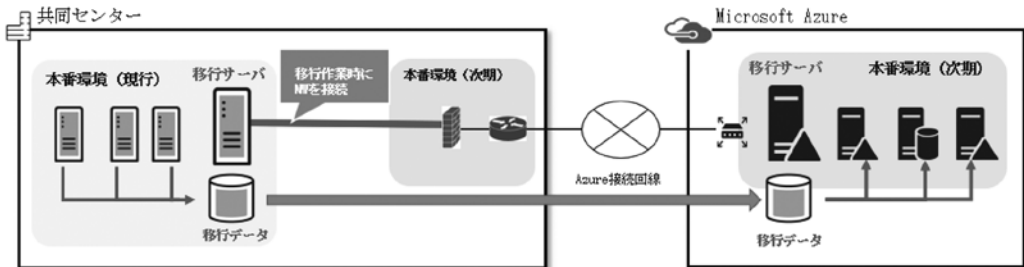 共同センター
本番環境（現行）
移行サーバ
移行作業時に
NWを接続
本番環境（次期）
移行データ
Azure接続回線
Microsoft Azure
移行サーバ
本番環境（次期）
移行データ